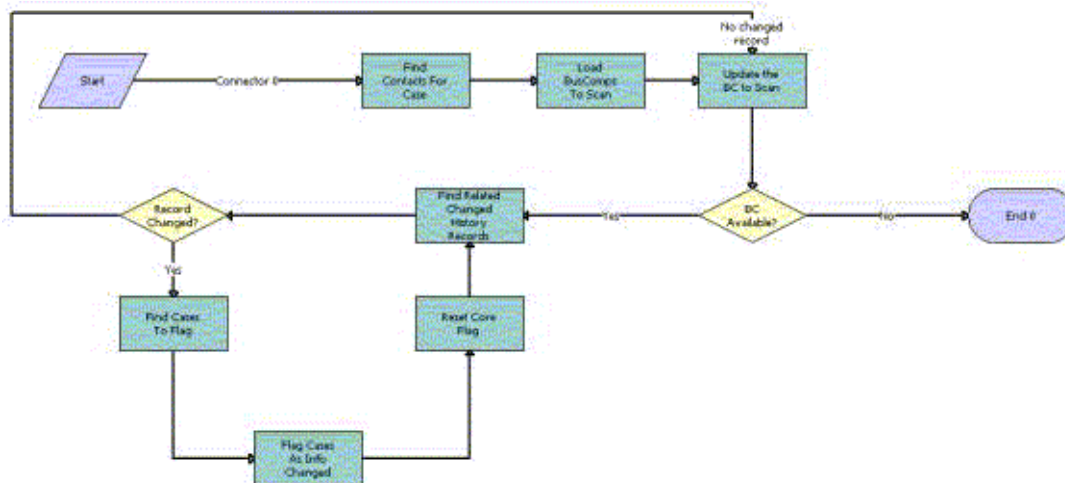 No changed
record
Start
Connector 0
Find
Contacts For
Case
Load
BusComps
To Scan
Update the
BC to Scan
Record
Changed?
Find Related
Changed
History
Records
Yes
BC
Available?
No
End 0
Yes
Find Cases
To Flag
Reset Core
Flag
Flag Cases
As Info
Changed